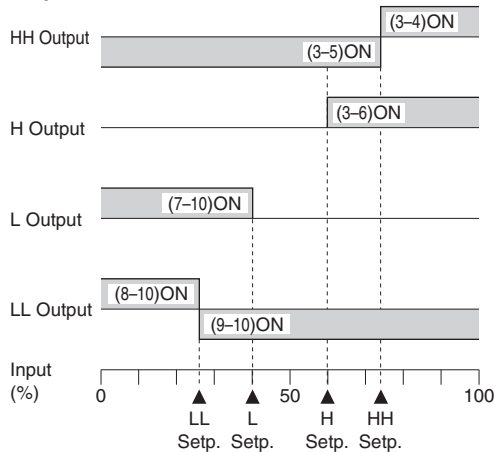 (3–4)ON
HH Output
(3–5)ON
(3–6)ON
H Output
(7–10)ON
L Output
(8–10)ON
LL Output
(9–10)ON
Input
(%)
0 50 100
LL L H HH
Setp. Setp. Setp. Setp.